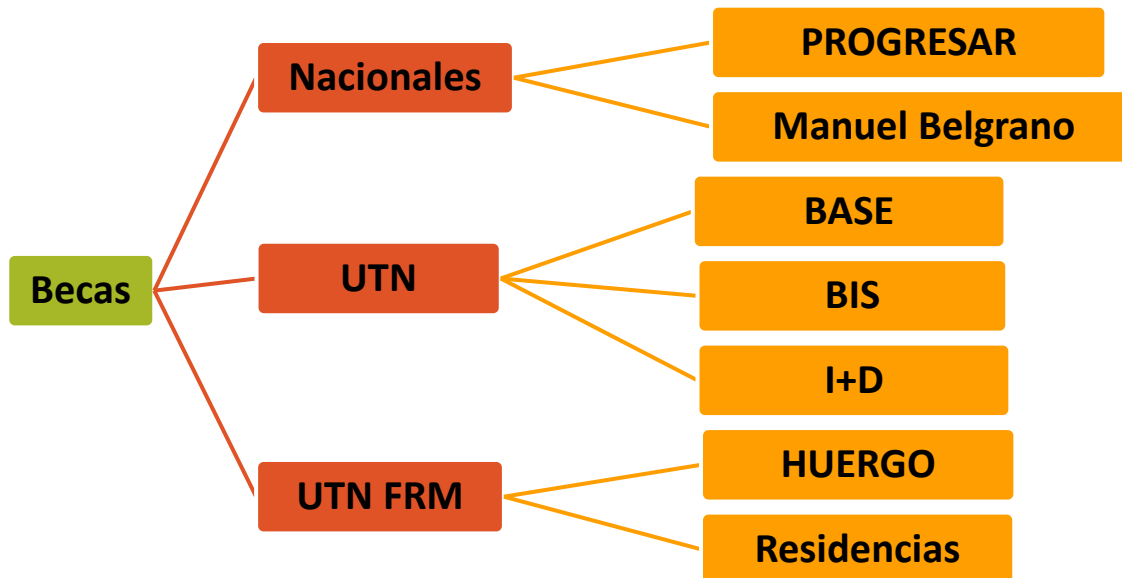 Becas
Nacionales
PROGRESAR
Manuel Belgrano
UTN
BASE
BIS
I+D
UTN FRM
HUERGO
Residencias